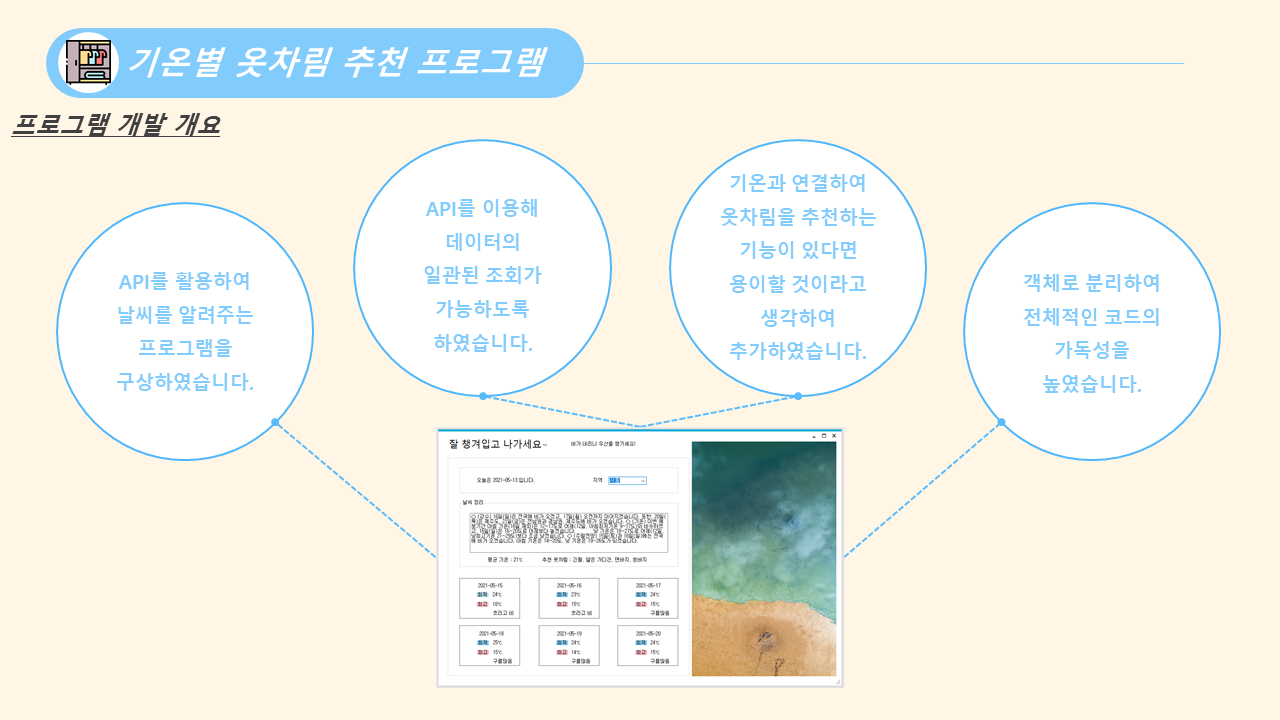 기온별 옷차림 추천 프로그램
프로그램 개발 개요
API를 활용하여
날씨를 알려주는
프로그램을
구상하였습니다.
API를 이용해
데이터의
일관된 조회가
가능하도록
하였습니다.
기온과 연결하여
옷차림을 추천하는
기능이 있다면
용이할 것이라고
생각하여
추가하였습니다.
객체로 분리하여
전체적인 코드의
가독성을
높였습니다.
잘 챙겨입고 나가세요~
비가 내리니 우산을 챙기세요!
오늘은 2021-05-13 입니다.
지역
서울
날씨 정리
평균 기온 : 21℃ 추천 옷차림 : 긴팔, 얇은 가디건, 면바지, 청바지
2021-05-15
최저 24℃
최고 18℃
흐리고 비
2021-05-16
최저 23℃
최고 15℃
흐리고 비
2021-05-17
최저 24℃
최고 15℃
구름많음
2021-05-18
최저 25℃
최고 15℃
구름많음
2021-05-19
최저 24℃
최고 14℃
구름많음
2021-05-20
최저 24℃
최고 15℃
구름많음